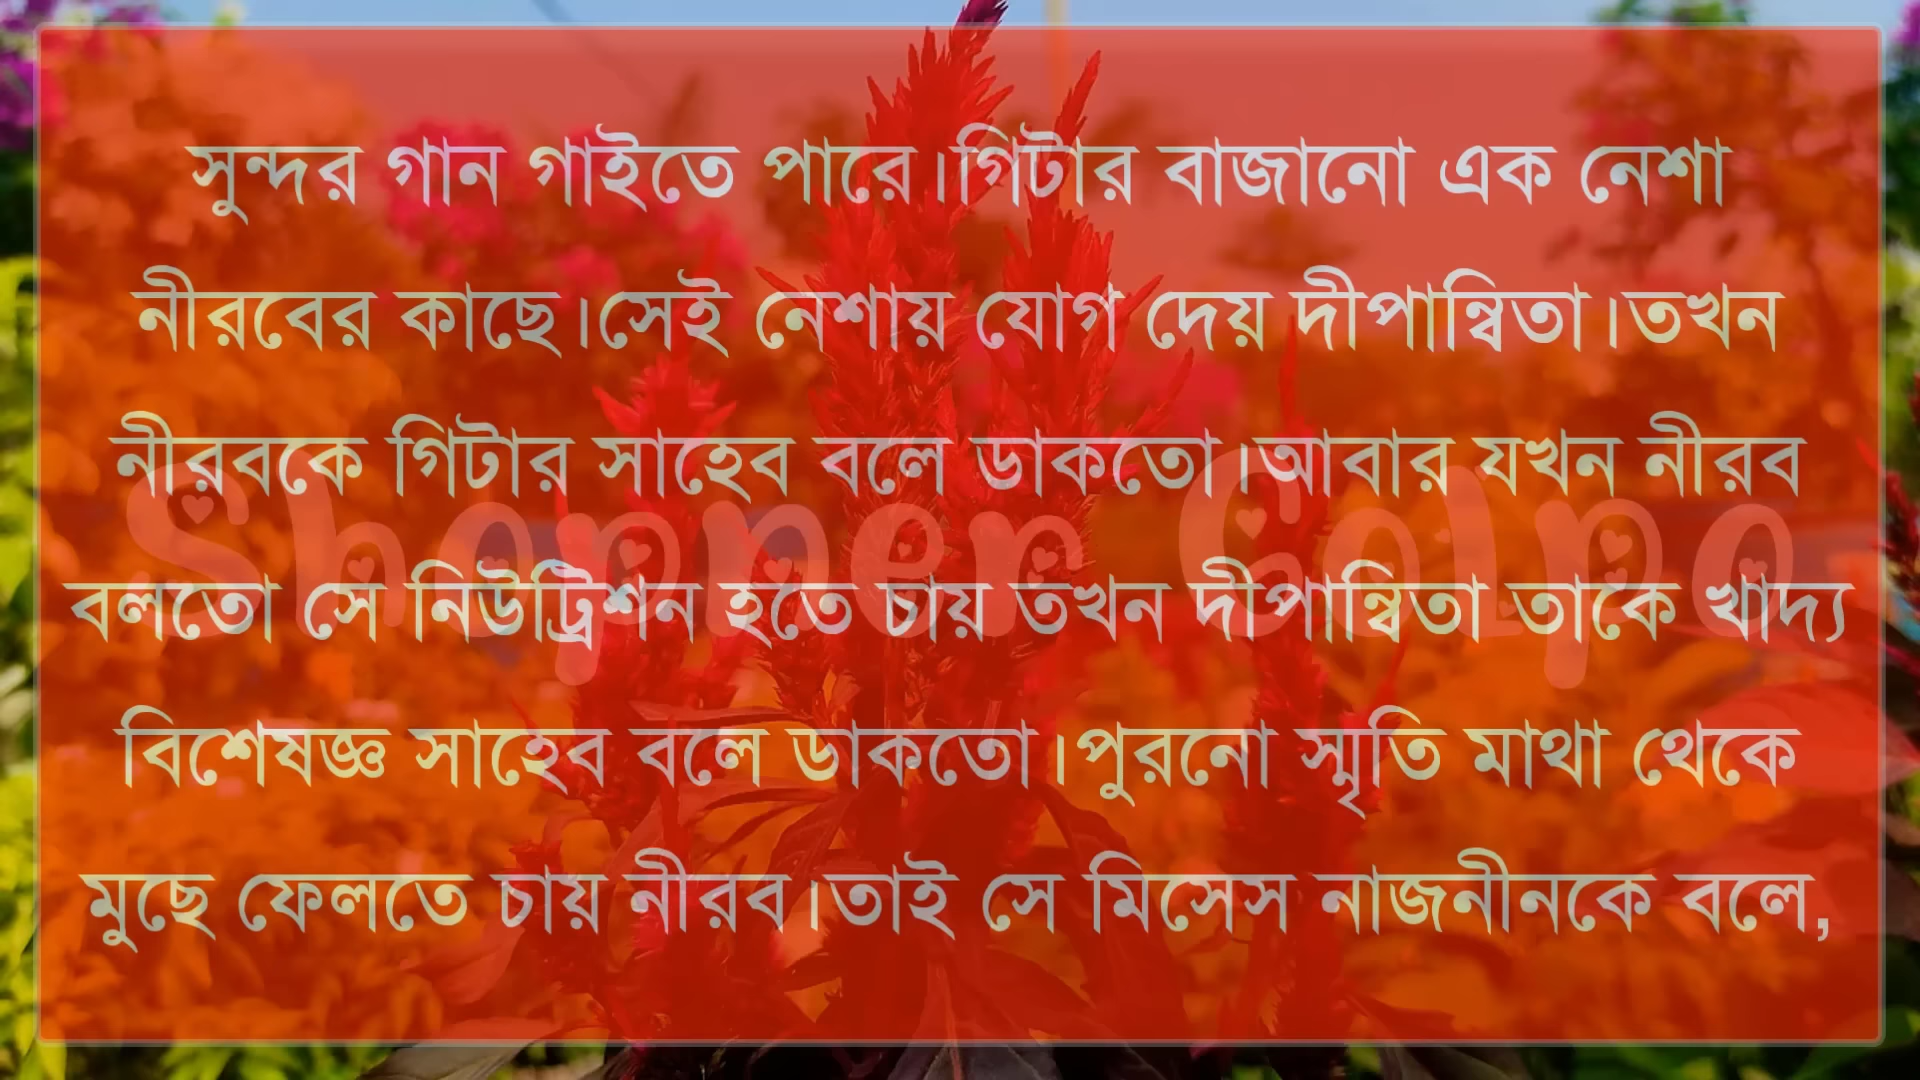 সুন্দর গান গাইতে পারে।গিটার বাজানো এক নেশা
নীরবের কাছে।সেই নেশায় যোগ দেয় দীপান্বিতা।তখন
নীরবকে গিটার সাহেব বলে ডাকতো।আবার যখন নীরব
বলতো সে নিউট্রিশন হতে চায় তখন দীপান্বিতা তাকে খাদ্য
বিশেষজ্ঞ সাহেব বলে ডাকতো।পুরনো স্মৃতি মাথা থেকে
মুছে ফেলতে চায় নীরব।তাই সে মিসেস নাজনীনকে বলে,
Shopner Golpo